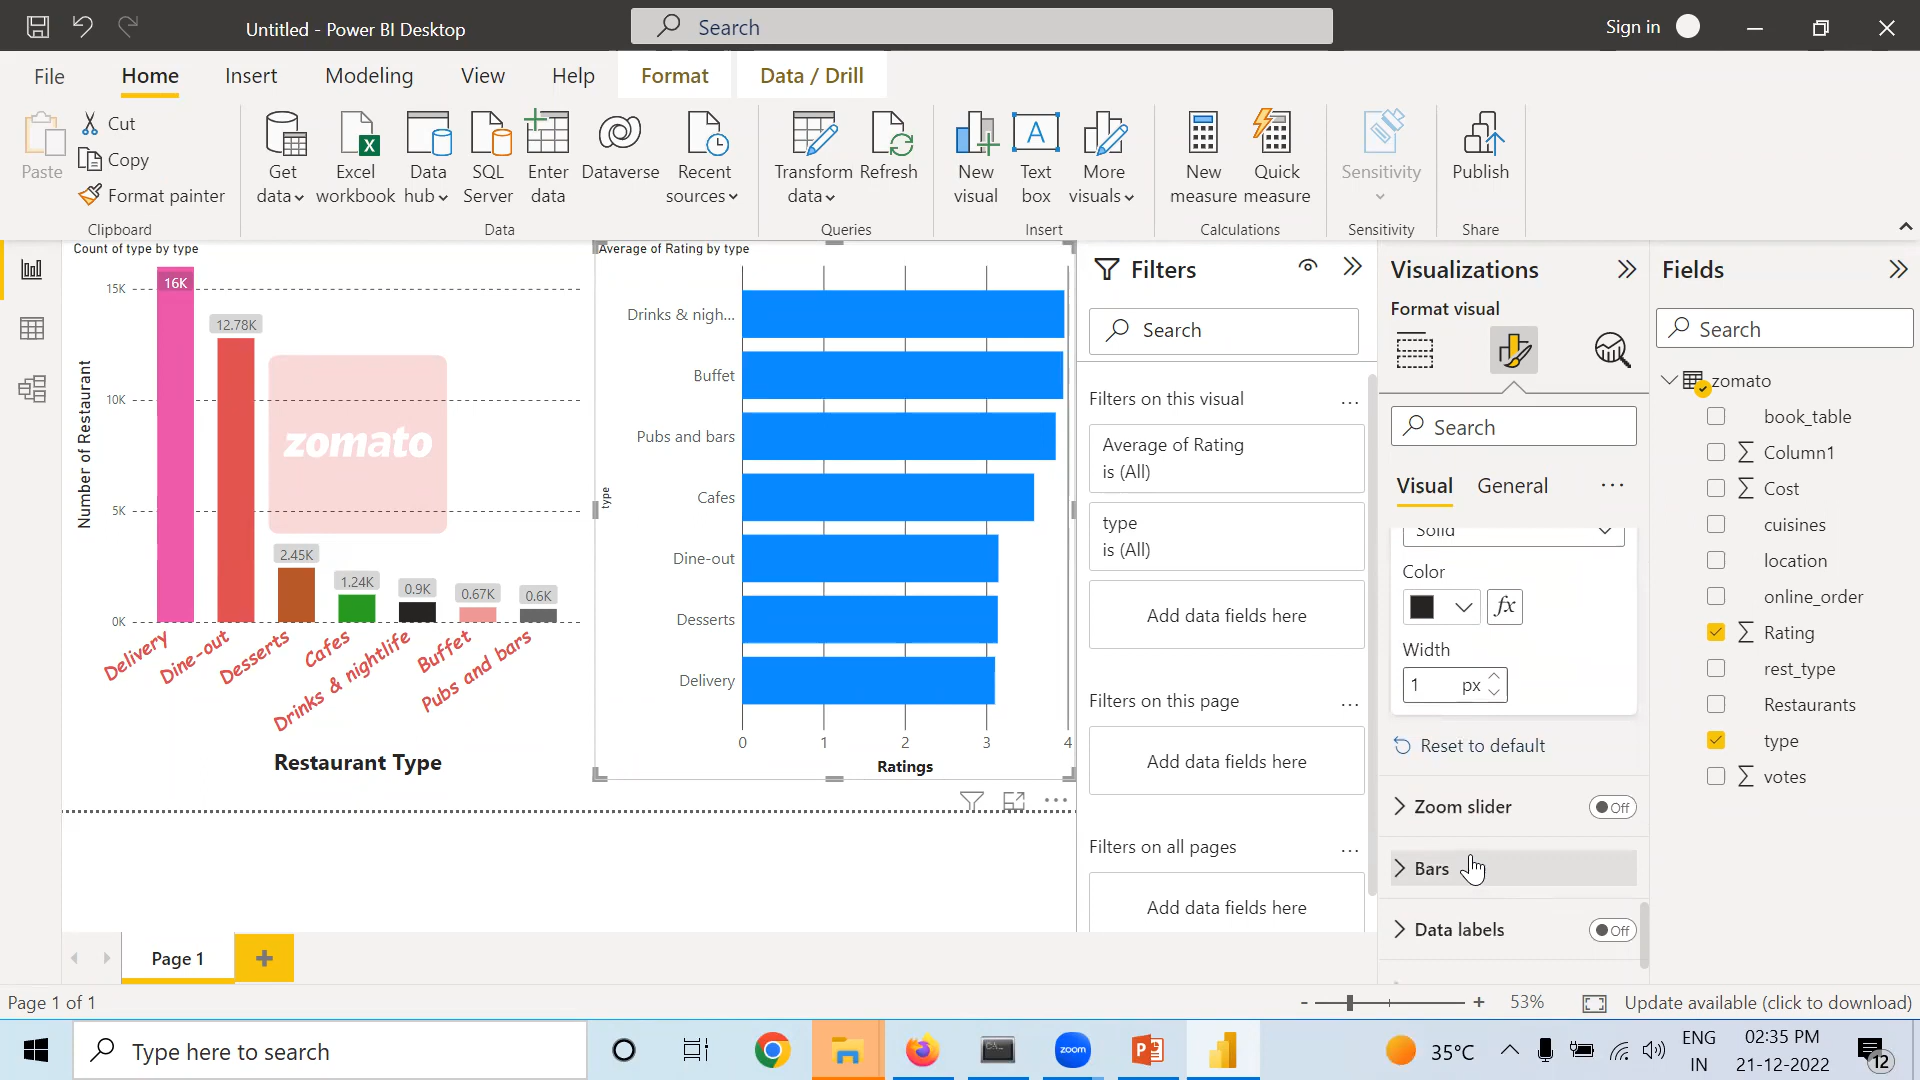 Untitled - Power BI Desktop
Search
Sign in
File
Home
Insert
Modeling
View
Help
Format
Data / Drill
Paste
Cut
Copy
Format painter
Clipboard
Get data
Excel workbook
Data hub
SQL Server
Enter data
Dataverse
Recent sources
Data
Transform data
Refresh
Queries
New visual
Text box
More visuals
Insert
New measure
Quick measure
Calculations
Sensitivity
Sensitivity
Publish
Share
Count of type by type
15K
10K
5K
0K
Number of Restaurant
16K
12.78K
2.45K
1.24K
0.9K
0.67K
0.6K
zomato
Delivery
Dine-out
Desserts
Cafes
Drinks & nightlife
Buffet
Pubs and bars
Restaurant Type
Average of Rating by type
type
Drinks & nigh...
Buffet
Pubs and bars
Cafes
Dine-out
Desserts
Delivery
0 1 2 3 4
Ratings
Filters
Search
Filters on this visual
Average of Rating
is (All)
type
is (All)
Add data fields here
Filters on this page
Add data fields here
Filters on all pages
Add data fields here
Visualizations
Format visual
Search
Visual
General
Solid
Color
fx
Width
1 px
Reset to default
Zoom slider
Off
Bars
Data labels
Off
Fields
Search
zomato
book_table
Column1
Cost
cuisines
location
online_order
Rating
rest_type
Restaurants
type
votes
Page 1
Page 1 of 1
- + 53%
Update available (click to download)
Type here to search
zoom
35°C
ENG
IN
02:35 PM
21-12-2022
12